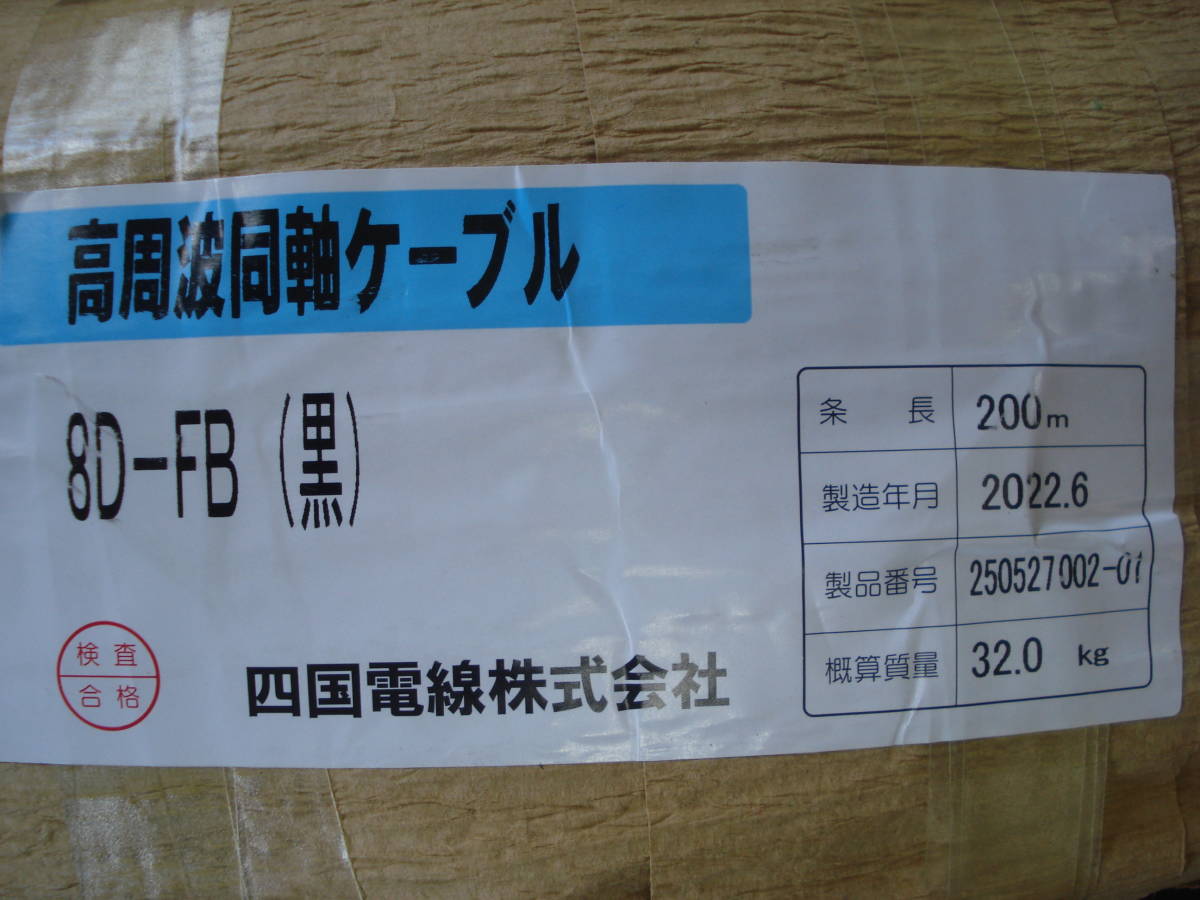 高周波同軸ケーブル
8D-FB (黒)
条長 200m
製造年月 2022.6
製品番号 250527002-01
概算質量 32.0 kg
検査
合格
四国電線株式会社